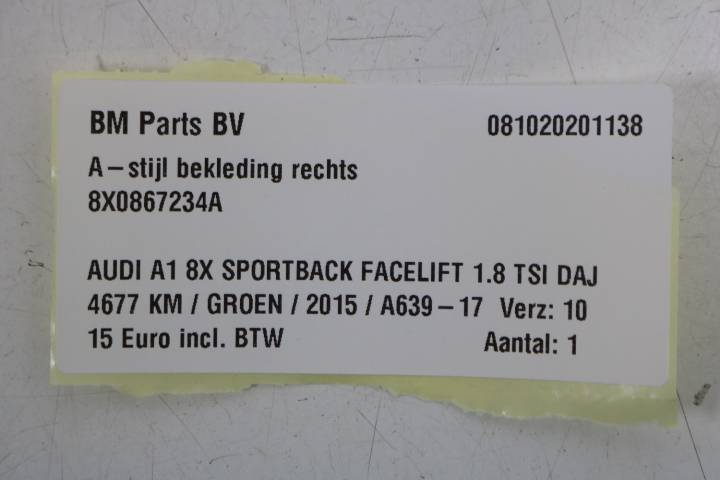 BM Parts BV 081020201138
A-stijl bekleding rechts
8X0867234A
AUDI A1 8X SPORTBACK FACELIFT 1.8 TSI DAJ
4677 KM / GROEN / 2015 / A639-17 Verz: 10
15 Euro incl. BTW Aantal: 1